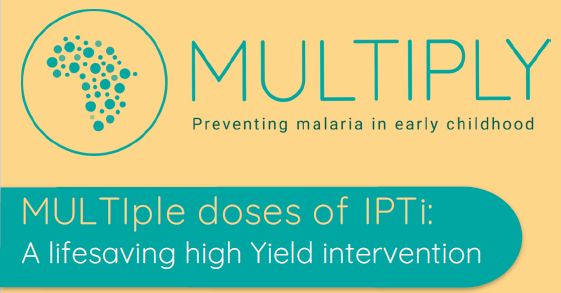 MULTIPLY
Preventing malaria in early childhood
MULTIple doses of IPTi:
A lifesaving high Yield intervention